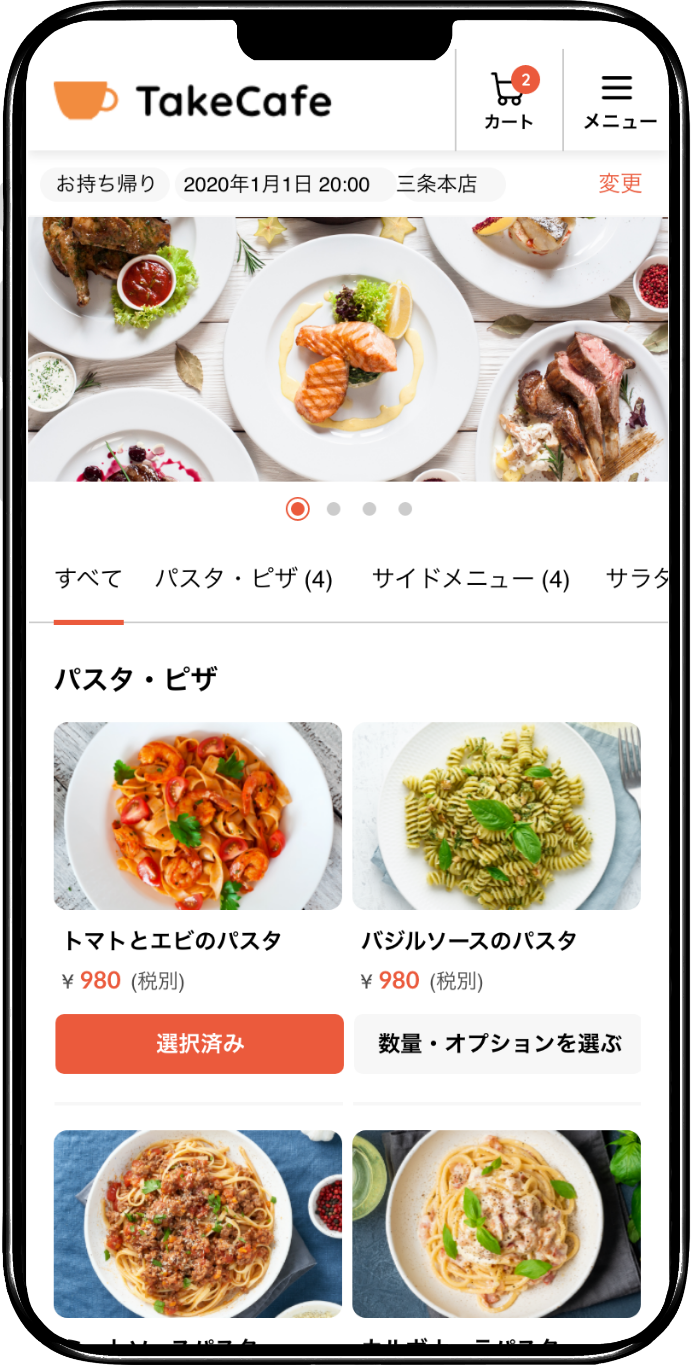 TakeCafe
2
カート
メニュー
お持ち帰り 2020年1月1日 20:00 三条本店 変更
すべて パスタ・ピザ (4) サイドメニュー (4) サラダ
パスタ・ピザ
トマトとエビのパスタ
バジルソースのパスタ
¥ 980 (税別)
¥ 980 (税別)
選択済み
数量・オプションを選ぶ